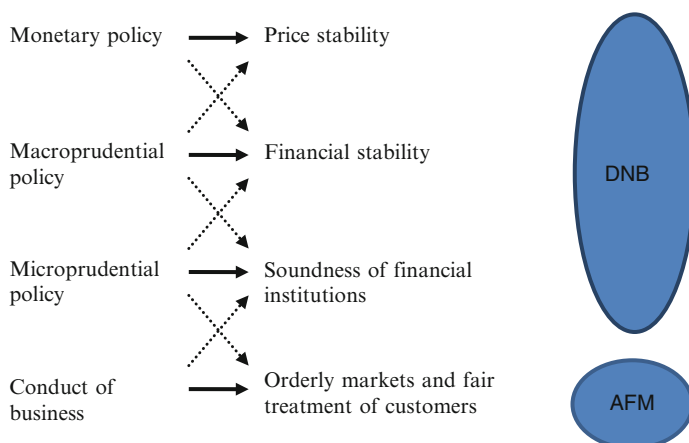 Monetary policy
Price stability
Macroprudential
policy
Financial stability
DNB
Microprudential
policy
Soundness of financial
institutions
Conduct of
business
Orderly markets and fair
treatment of customers
AFM